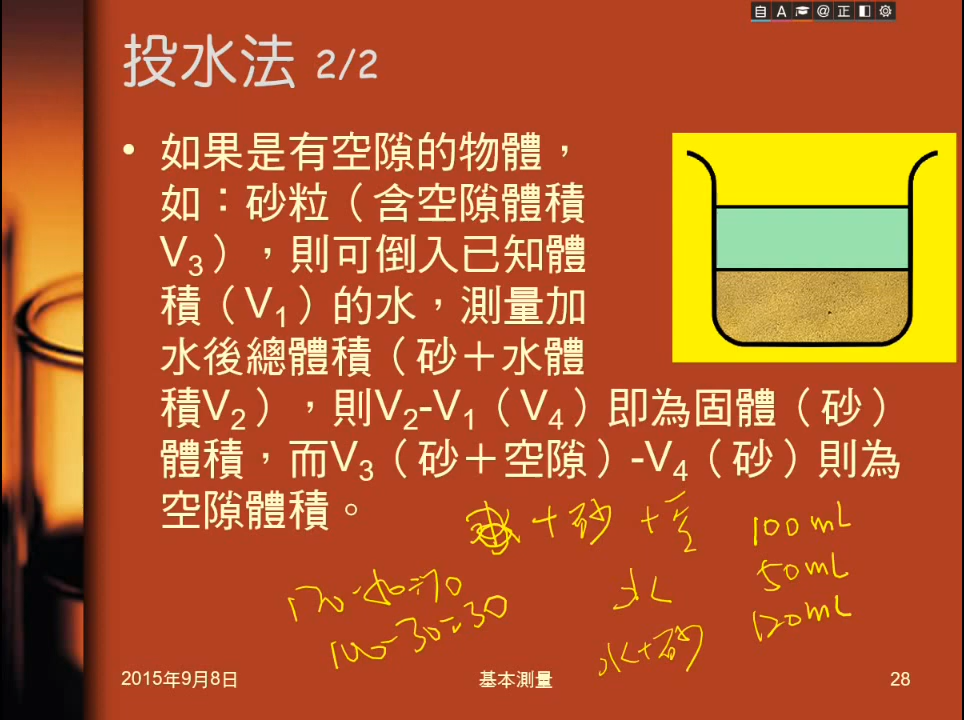 自 A @ 正
投水法 2/2
• 如果是有空隙的物體，
如：砂粒（含空隙體積
V3），則可倒入已知體
積（V1）的水，測量加
水後總體積（砂＋水體
積V2），則V2-V1（V4）即為固體（砂）
體積，而V3（砂＋空隙）-V4（砂）則為
空隙體積。
+ 砂 + 空
100 mL
水
50 mL
水+砂
120 mL
=70
=30
2015年9月8日
基本測量
28